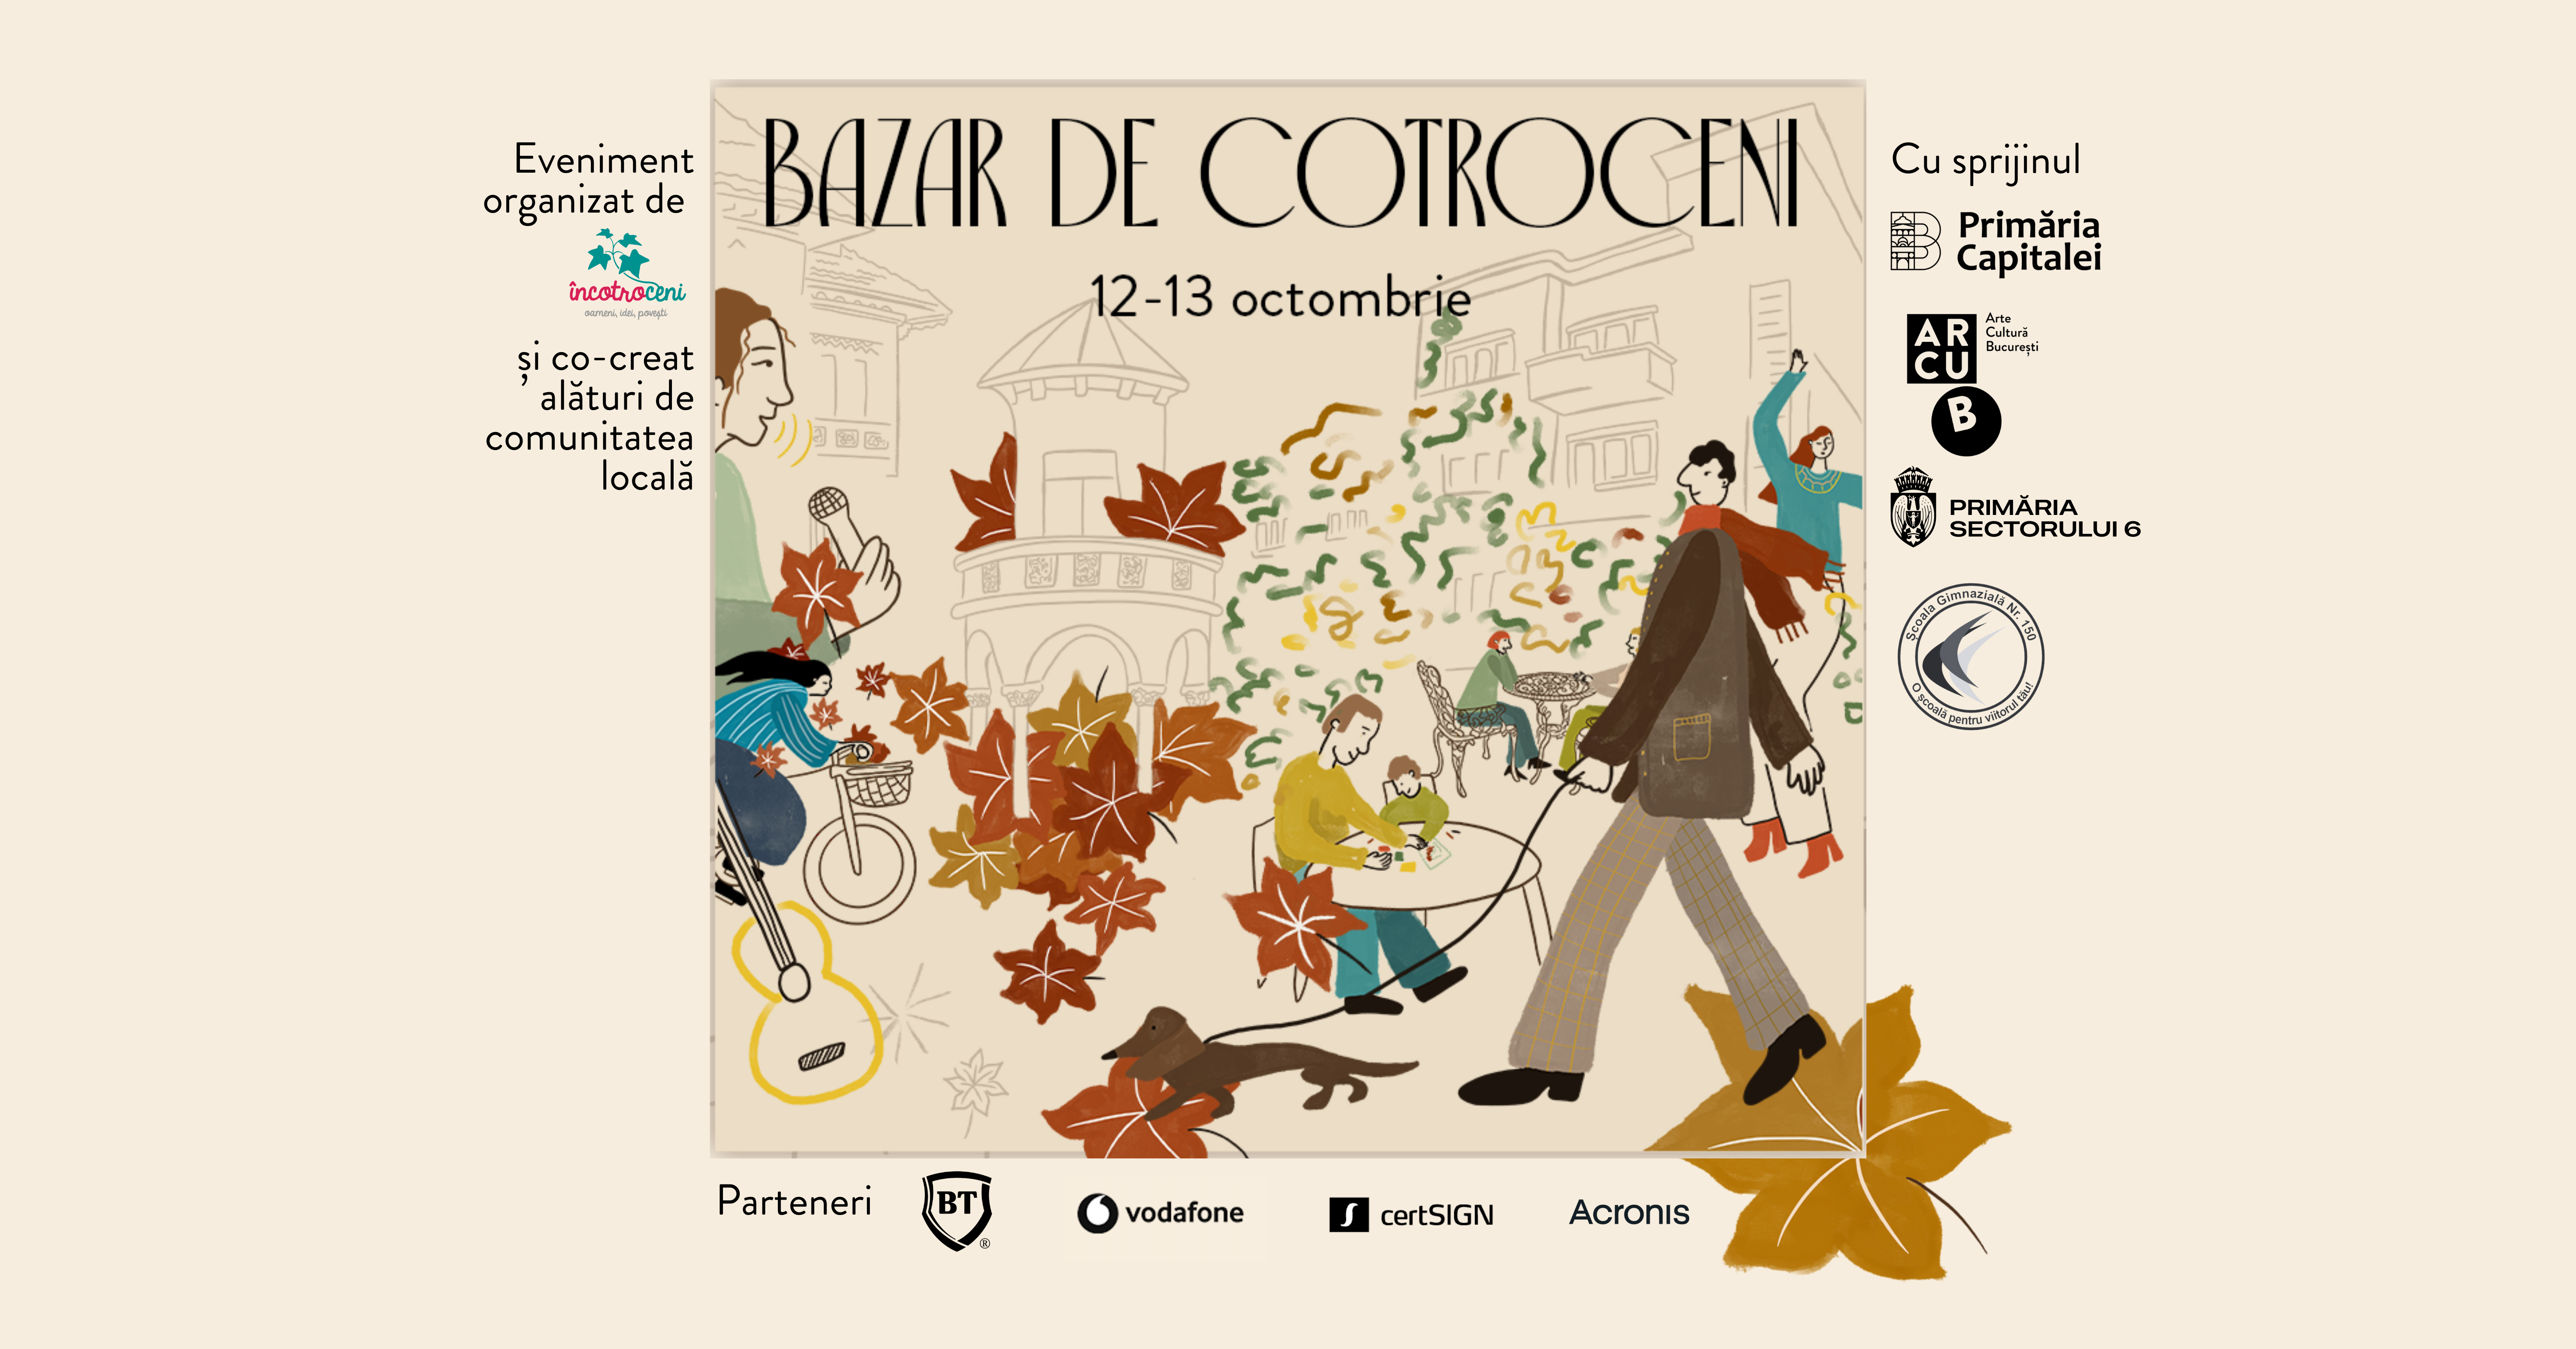 BAZAR DE COTROCENI
12-13 octombrie
Eveniment
organizat de
încotroceni
oameni, idei, povești
și co-creat
alături de
comunitatea
locală
Cu sprijinul
B
Primăria
Capitalei
AR
CU
B
Arte
Cultură
București
PRIMĂRIA
SECTORULUI 6
Școala Gimnazială Nr. 150
O școală pentru viitorul tău!
Parteneri
BT
®
vodafone
certSIGN
Acronis